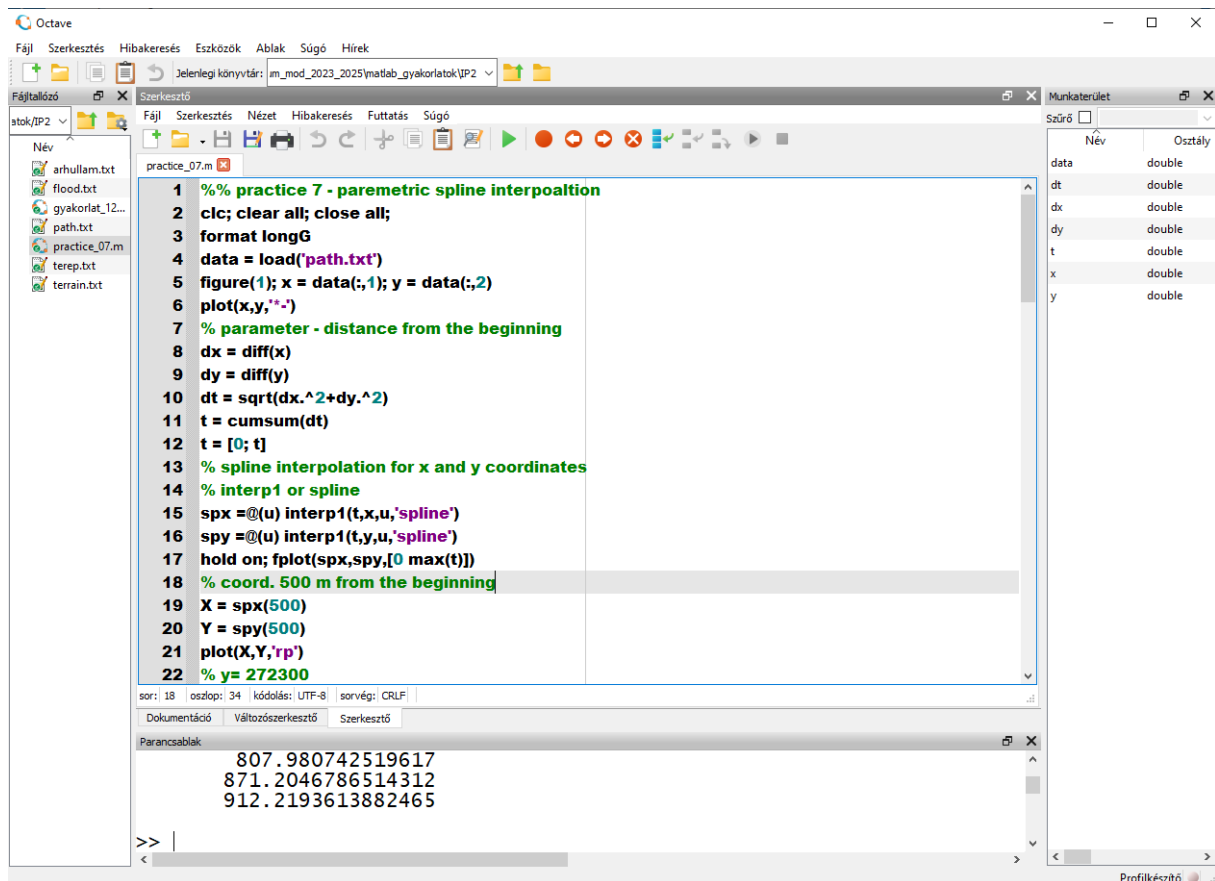 Octave
Fájl Szerkesztés Hibakeresés Eszközök Ablak Súgó Hírek
Jelenlegi könyvtár: ım_mod_2023_2025\matlab_gyakorlatok\IP2
Fájltallózó
atok/IP2
Név
arhullam.txt
flood.txt
gyakorlat_12...
path.txt
practice_07.m
terep.txt
terrain.txt
Szerkesztő
Fájl Szerkesztés Nézet Hibakeresés Futtatás Súgó
practice_07.m
1 %% practice 7 - paremetric spline interpoaltion
2 clc; clear all; close all;
3 format longG
4 data = load('path.txt')
5 figure(1); x = data(:,1); y = data(:,2)
6 plot(x,y,'*-')
7 % parameter - distance from the beginning
8 dx = diff(x)
9 dy = diff(y)
10 dt = sqrt(dx.^2+dy.^2)
11 t = cumsum(dt)
12 t = [0; t]
13 % spline interpolation for x and y coordinates
14 % interp1 or spline
15 spx =@(u) interp1(t,x,u,'spline')
16 spy =@(u) interp1(t,y,u,'spline')
17 hold on; fplot(spx,spy,[0 max(t)])
18 % coord. 500 m from the beginning
19 X = spx(500)
20 Y = spy(500)
21 plot(X,Y,'rp')
22 % y= 272300
sor: 18 oszlop: 34 kódolás: UTF-8 sorvég: CRLF
Dokumentáció Változószerkesztő Szerkesztő
Parancsablak
807.980742519617
871.2046786514312
912.2193613882465
>>
Munkaterület
Szűrő
Név Osztály
data double
dt double
dx double
dy double
t double
x double
y double
Profilkészítő